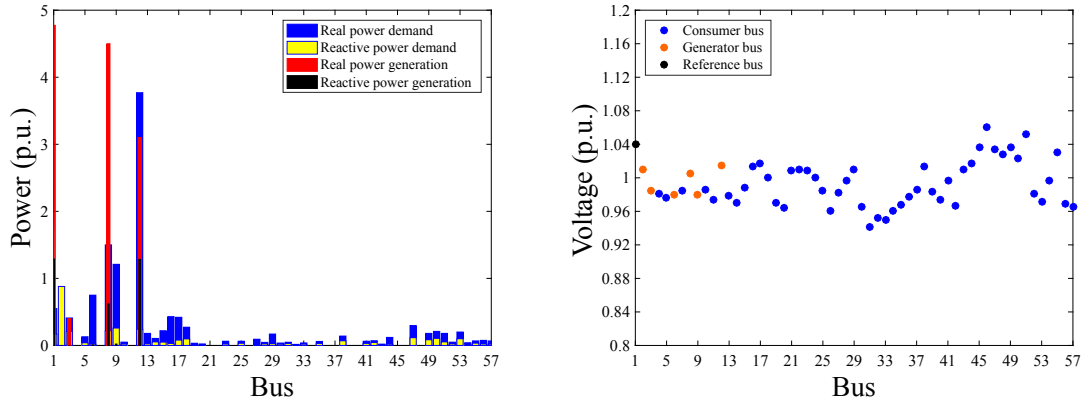 5
4
3
2
1
0
Power (p.u.)
Real power demand
Reactive power demand
Real power generation
Reactive power generation
1 5 9 13 17 21 25 29 33 37 41 45 49 53 57
Bus
1.2
1.16
1.12
1.08
1.04
1
0.96
0.92
0.88
0.84
0.8
Voltage (p.u.)
Consumer bus
Generator bus
Reference bus
1 5 9 13 17 21 25 29 33 37 41 45 49 53 57
Bus